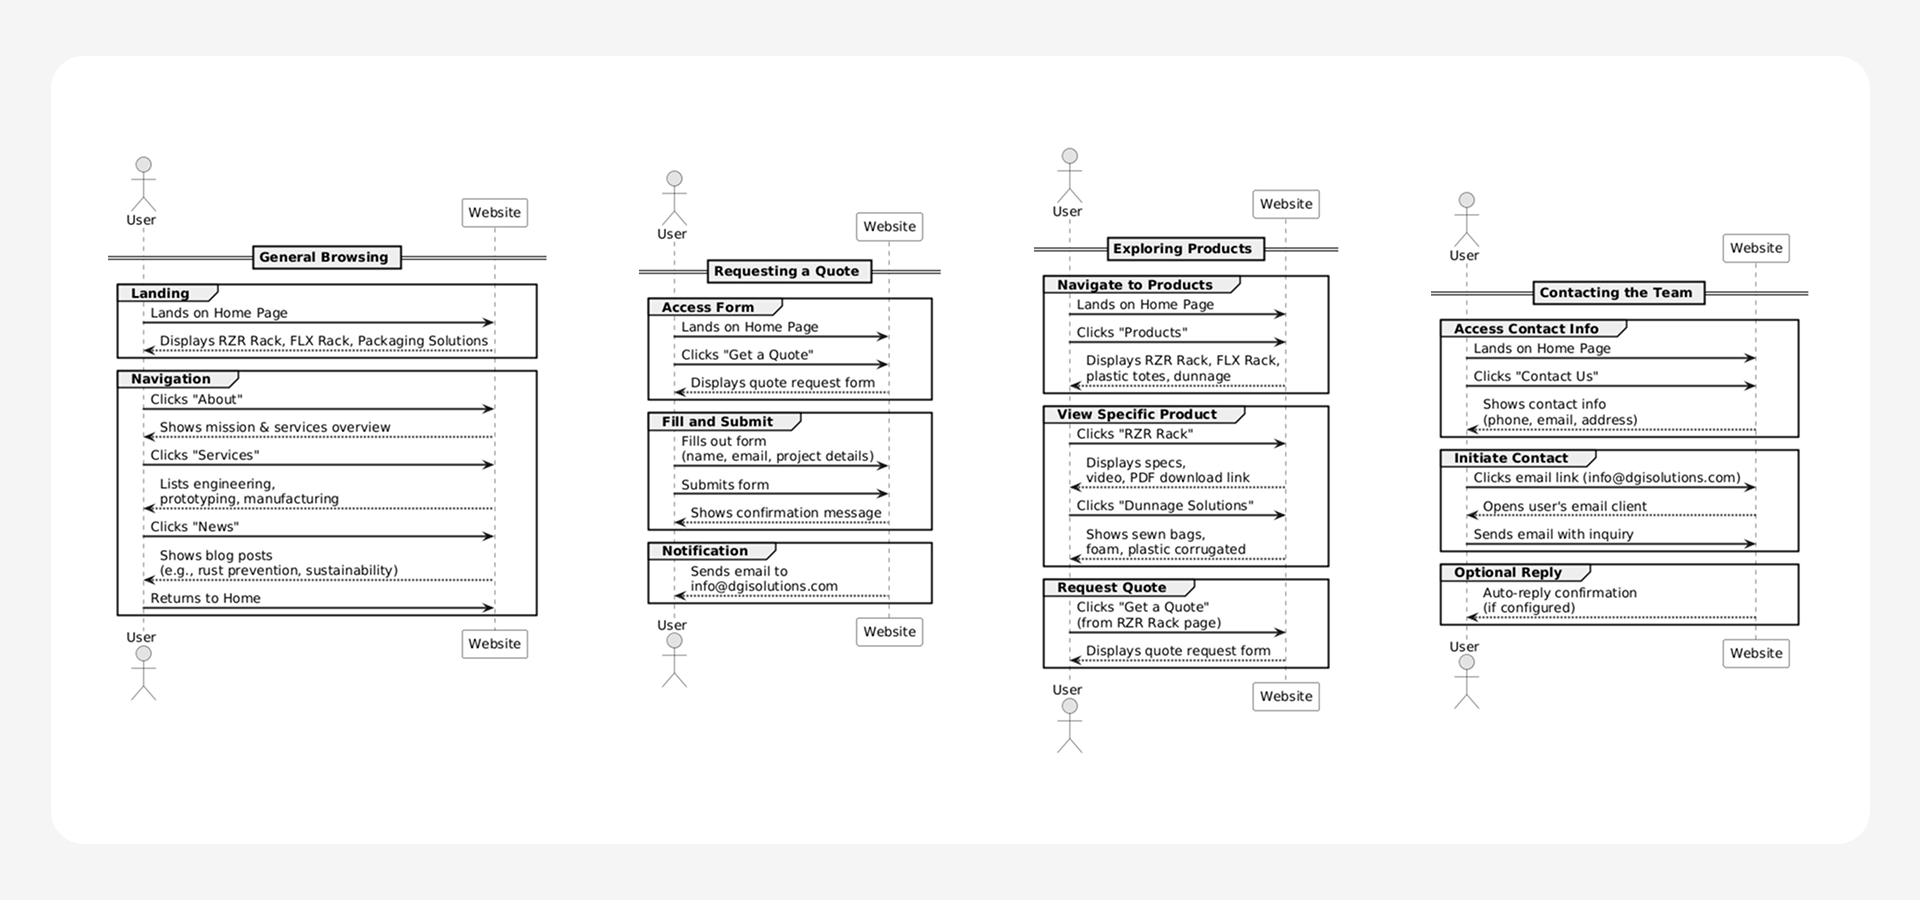 User
Website
General Browsing
Landing
Lands on Home Page
Displays RZR Rack, FLX Rack, Packaging Solutions
Navigation
Clicks "About"
Shows mission & services overview
Clicks "Services"
Lists engineering,
prototyping, manufacturing
Clicks "News"
Shows blog posts
(e.g., rust prevention, sustainability)
Returns to Home
User
Website
User
Website
Requesting a Quote
Access Form
Lands on Home Page
Clicks "Get a Quote"
Displays quote request form
Fill and Submit
Fills out form
(name, email, project details)
Submits form
Shows confirmation message
Notification
Sends email to
info@dgisolutions.com
User
Website
User
Website
Exploring Products
Navigate to Products
Lands on Home Page
Clicks "Products"
Displays RZR Rack, FLX Rack,
plastic totes, dunnage
View Specific Product
Clicks "RZR Rack"
Displays specs,
video, PDF download link
Clicks "Dunnage Solutions"
Shows sewn bags,
foam, plastic corrugated
Request Quote
Clicks "Get a Quote"
(from RZR Rack page)
Displays quote request form
User
Website
User
Website
Contacting the Team
Access Contact Info
Lands on Home Page
Clicks "Contact Us"
Shows contact info
(phone, email, address)
Initiate Contact
Clicks email link (info@dgisolutions.com)
Opens user's email client
Sends email with inquiry
Optional Reply
Auto-reply confirmation
(if configured)
User
Website